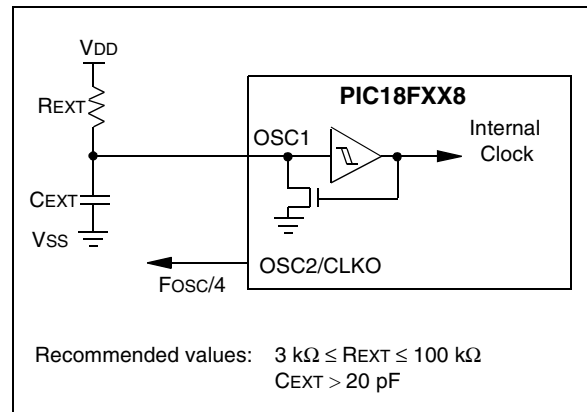 VDD
REXT
CEXT
VSS
PIC18FXX8
OSC1
Internal
Clock
OSC2/CLKO
FOSC/4
Recommended values: 3 kΩ ≤ REXT ≤ 100 kΩ
CEXT > 20 pF